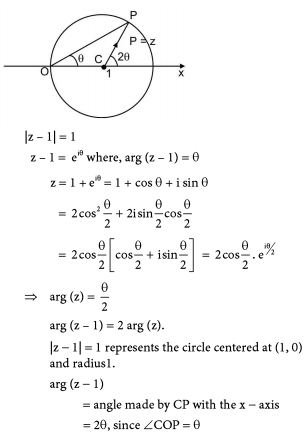 P
P = z
O
θ
C
2θ
1
x
|z – 1| = 1
z – 1 = e^{iθ} where, arg (z – 1) = θ
z = 1 + e^{iθ} = 1 + cos θ + i sin θ
= 2cos² θ/2 + 2i sin θ/2 cos θ/2
= 2cos θ/2 [cos θ/2 + i sin θ/2] = 2cos θ/2 . e^{iθ/2}
⇒ arg (z) = θ/2
arg (z – 1) = 2 arg (z).
|z – 1| = 1 represents the circle centered at (1, 0)
and radius1.
arg (z – 1)
= angle made by CP with the x – axis
= 2θ, since ∠COP = θ